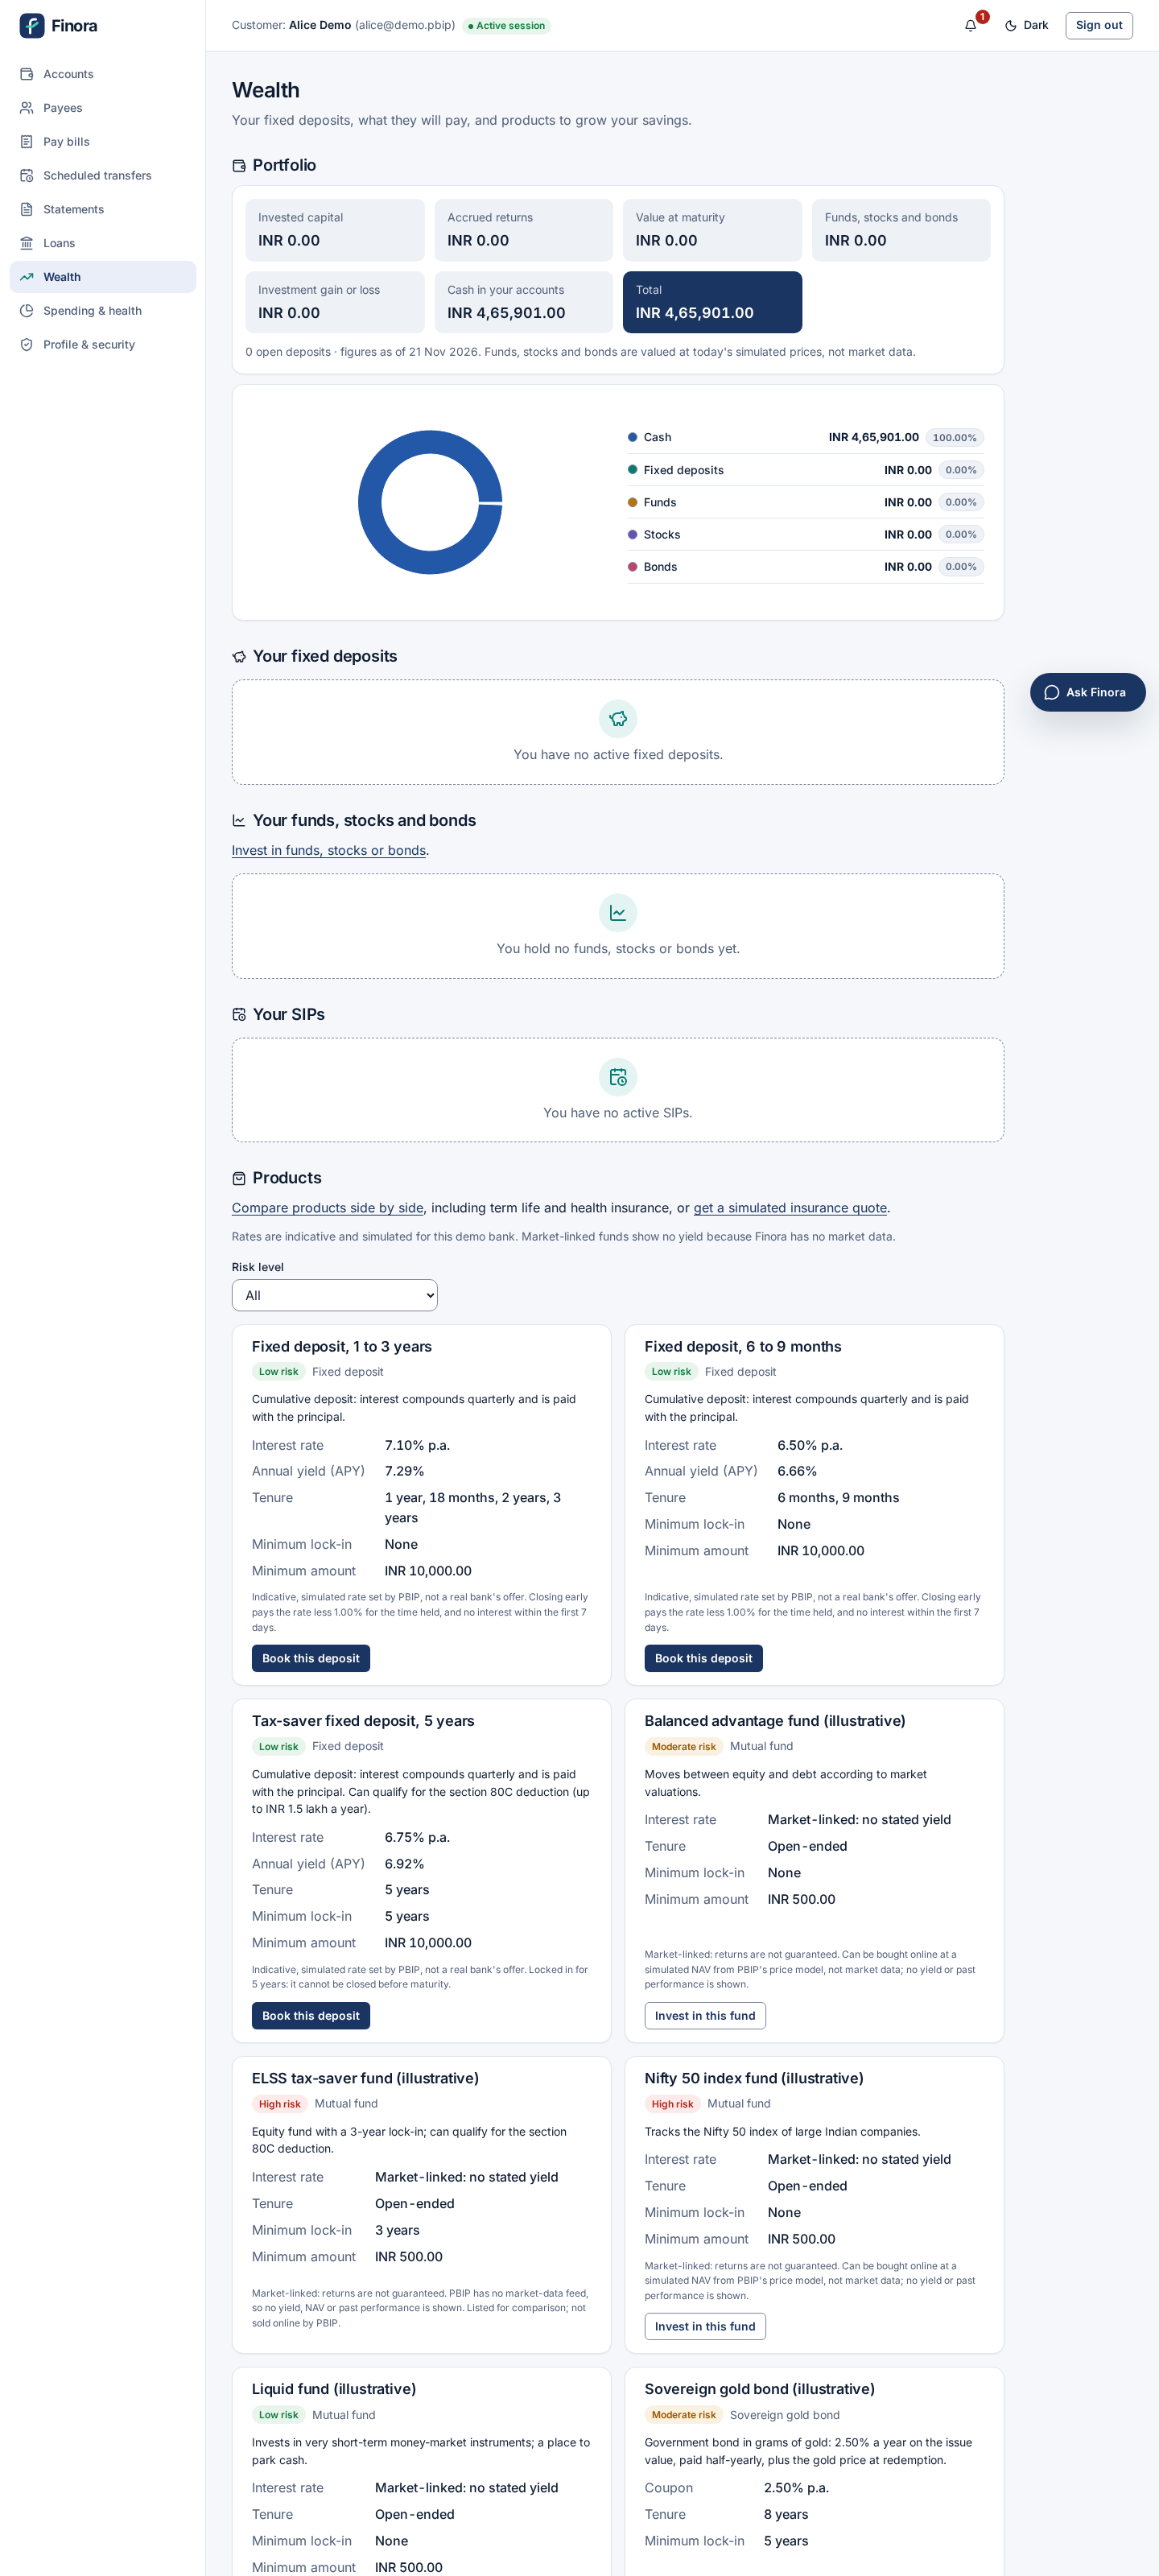 Finora
Accounts
Payees
Pay bills
Scheduled transfers
Statements
Loans
Wealth
Spending & health
Profile & security
Customer: Alice Demo (alice@demo.pbip) Active session
1
Dark
Sign out
Wealth
Your fixed deposits, what they will pay, and products to grow your savings.
Portfolio
Invested capital
INR 0.00
Accrued returns
INR 0.00
Value at maturity
INR 0.00
Funds, stocks and bonds
INR 0.00
Investment gain or loss
INR 0.00
Cash in your accounts
INR 4,65,901.00
Total
INR 4,65,901.00
0 open deposits · figures as of 21 Nov 2026. Funds, stocks and bonds are valued at today's simulated prices, not market data.
Cash INR 4,65,901.00 100.00%
Fixed deposits INR 0.00 0.00%
Funds INR 0.00 0.00%
Stocks INR 0.00 0.00%
Bonds INR 0.00 0.00%
Your fixed deposits
You have no active fixed deposits.
Ask Finora
Your funds, stocks and bonds
Invest in funds, stocks or bonds.
You hold no funds, stocks or bonds yet.
Your SIPs
You have no active SIPs.
Products
Compare products side by side, including term life and health insurance, or get a simulated insurance quote.
Rates are indicative and simulated for this demo bank. Market-linked funds show no yield because Finora has no market data.
Risk level
All
Fixed deposit, 1 to 3 years
Low risk Fixed deposit
Cumulative deposit: interest compounds quarterly and is paid
with the principal.
Interest rate 7.10% p.a.
Annual yield (APY) 7.29%
Tenure 1 year, 18 months, 2 years, 3
years
Minimum lock-in None
Minimum amount INR 10,000.00
Indicative, simulated rate set by PBIP, not a real bank's offer. Closing early
pays the rate less 1.00% for the time held, and no interest within the first 7
days.
Book this deposit
Fixed deposit, 6 to 9 months
Low risk Fixed deposit
Cumulative deposit: interest compounds quarterly and is paid
with the principal.
Interest rate 6.50% p.a.
Annual yield (APY) 6.66%
Tenure 6 months, 9 months
Minimum lock-in None
Minimum amount INR 10,000.00
Indicative, simulated rate set by PBIP, not a real bank's offer. Closing early
pays the rate less 1.00% for the time held, and no interest within the first 7
days.
Book this deposit
Tax-saver fixed deposit, 5 years
Low risk Fixed deposit
Cumulative deposit: interest compounds quarterly and is paid
with the principal. Can qualify for the section 80C deduction (up
to INR 1.5 lakh a year).
Interest rate 6.75% p.a.
Annual yield (APY) 6.92%
Tenure 5 years
Minimum lock-in 5 years
Minimum amount INR 10,000.00
Indicative, simulated rate set by PBIP, not a real bank's offer. Locked in for
5 years: it cannot be closed before maturity.
Book this deposit
Balanced advantage fund (illustrative)
Moderate risk Mutual fund
Moves between equity and debt according to market
valuations.
Interest rate Market-linked: no stated yield
Tenure Open-ended
Minimum lock-in None
Minimum amount INR 500.00
Market-linked: returns are not guaranteed. Can be bought online at a
simulated NAV from PBIP's price model, not market data; no yield or past
performance is shown.
Invest in this fund
ELSS tax-saver fund (illustrative)
High risk Mutual fund
Equity fund with a 3-year lock-in; can qualify for the section
80C deduction.
Interest rate Market-linked: no stated yield
Tenure Open-ended
Minimum lock-in 3 years
Minimum amount INR 500.00
Market-linked: returns are not guaranteed. PBIP has no market-data feed,
so no yield, NAV or past performance is shown. Listed for comparison; not
sold online by PBIP.
Nifty 50 index fund (illustrative)
High risk Mutual fund
Tracks the Nifty 50 index of large Indian companies.
Interest rate Market-linked: no stated yield
Tenure Open-ended
Minimum lock-in None
Minimum amount INR 500.00
Market-linked: returns are not guaranteed. Can be bought online at a
simulated NAV from PBIP's price model, not market data; no yield or past
performance is shown.
Invest in this fund
Liquid fund (illustrative)
Low risk Mutual fund
Invests in very short-term money-market instruments; a place to
park cash.
Interest rate Market-linked: no stated yield
Tenure Open-ended
Minimum lock-in None
Minimum amount INR 500.00
Sovereign gold bond (illustrative)
Moderate risk Sovereign gold bond
Government bond in grams of gold: 2.50% a year on the issue
value, paid half-yearly, plus the gold price at redemption.
Coupon 2.50% p.a.
Tenure 8 years
Minimum lock-in 5 years